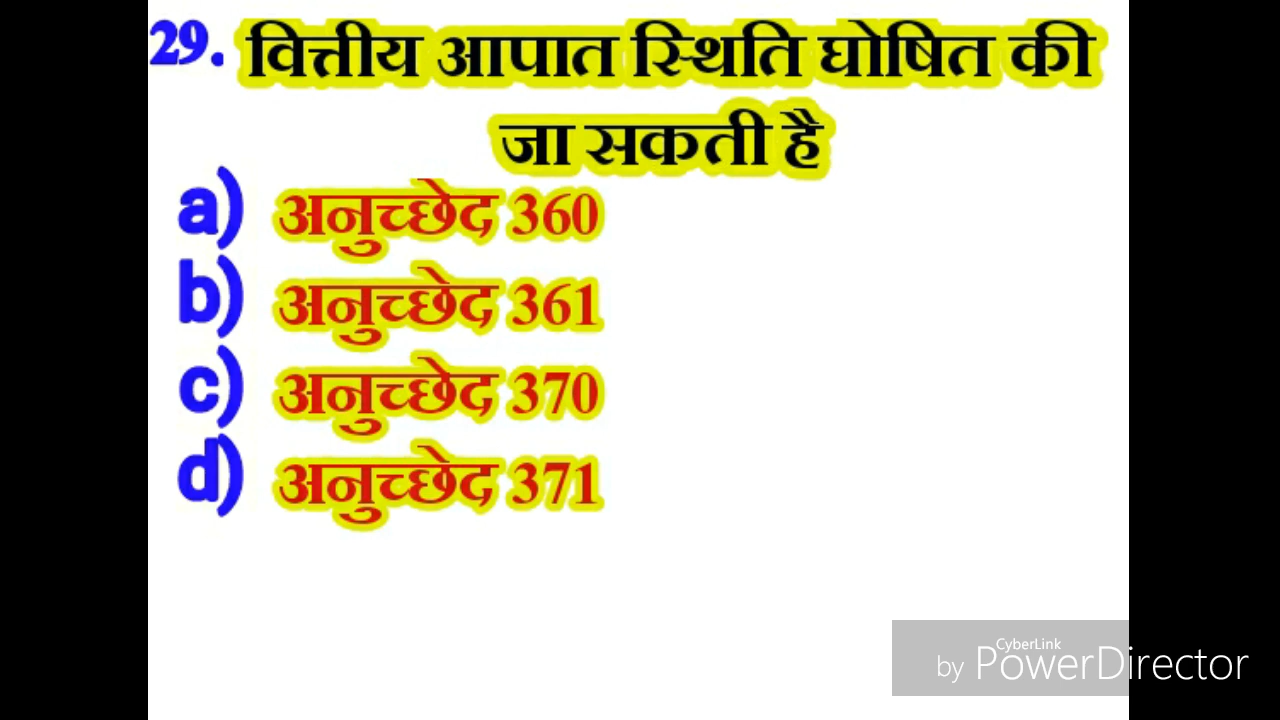 29. वित्तीय आपात स्थिति घोषित की
जा सकती है
a) अनुच्छेद 360
b) अनुच्छेद 361
c) अनुच्छेद 370
d) अनुच्छेद 371
CyberLink
by PowerDirector